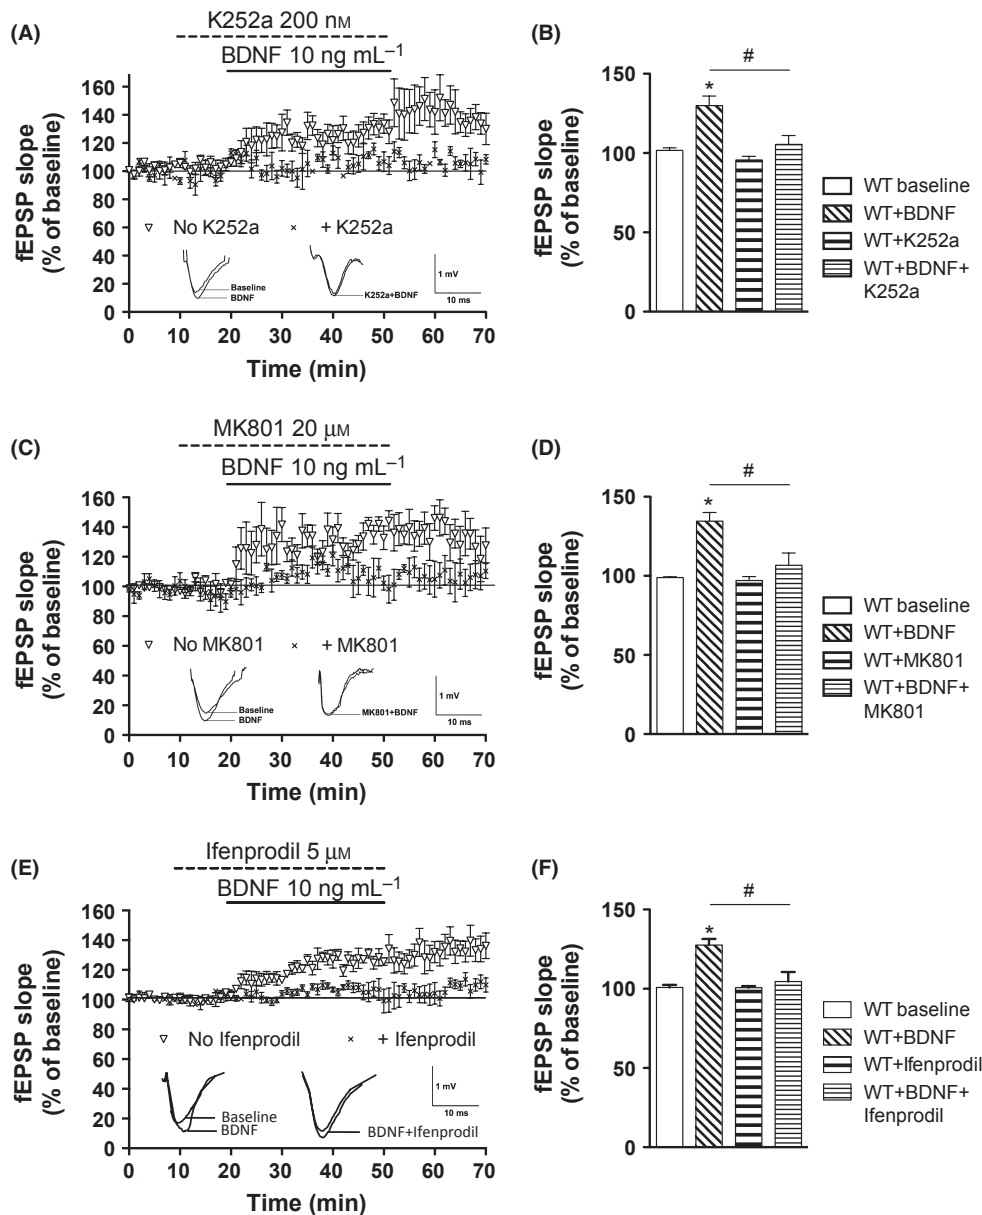 (A)
K252a 200 nM
BDNF 10 ng mL⁻¹
fEPSP slope
(% of baseline)
160
140
120
100
80
60
40
20
0
No K252a
+ K252a
Baseline
BDNF
K252a+BDNF
1 mV
10 ms
0 10 20 30 40 50 60 70
Time (min)
(B)
fEPSP slope
(% of baseline)
150
100
50
0
*
#
WT baseline
WT+BDNF
WT+K252a
WT+BDNF+
K252a
(C)
MK801 20 μM
BDNF 10 ng mL⁻¹
fEPSP slope
(% of baseline)
160
140
120
100
80
60
40
20
0
No MK801
+ MK801
Baseline
BDNF
MK801+BDNF
1 mV
10 ms
0 10 20 30 40 50 60 70
Time (min)
(D)
fEPSP slope
(% of baseline)
150
100
50
0
*
#
WT baseline
WT+BDNF
WT+MK801
WT+BDNF+
MK801
(E)
Ifenprodil 5 μM
BDNF 10 ng mL⁻¹
fEPSP slope
(% of baseline)
160
140
120
100
80
60
40
20
0
No Ifenprodil
+ Ifenprodil
Baseline
BDNF
BDNF+Ifenprodil
1 mV
10 ms
0 10 20 30 40 50 60 70
Time (min)
(F)
fEPSP slope
(% of baseline)
150
100
50
0
*
#
WT baseline
WT+BDNF
WT+Ifenprodil
WT+BDNF+
Ifenprodil